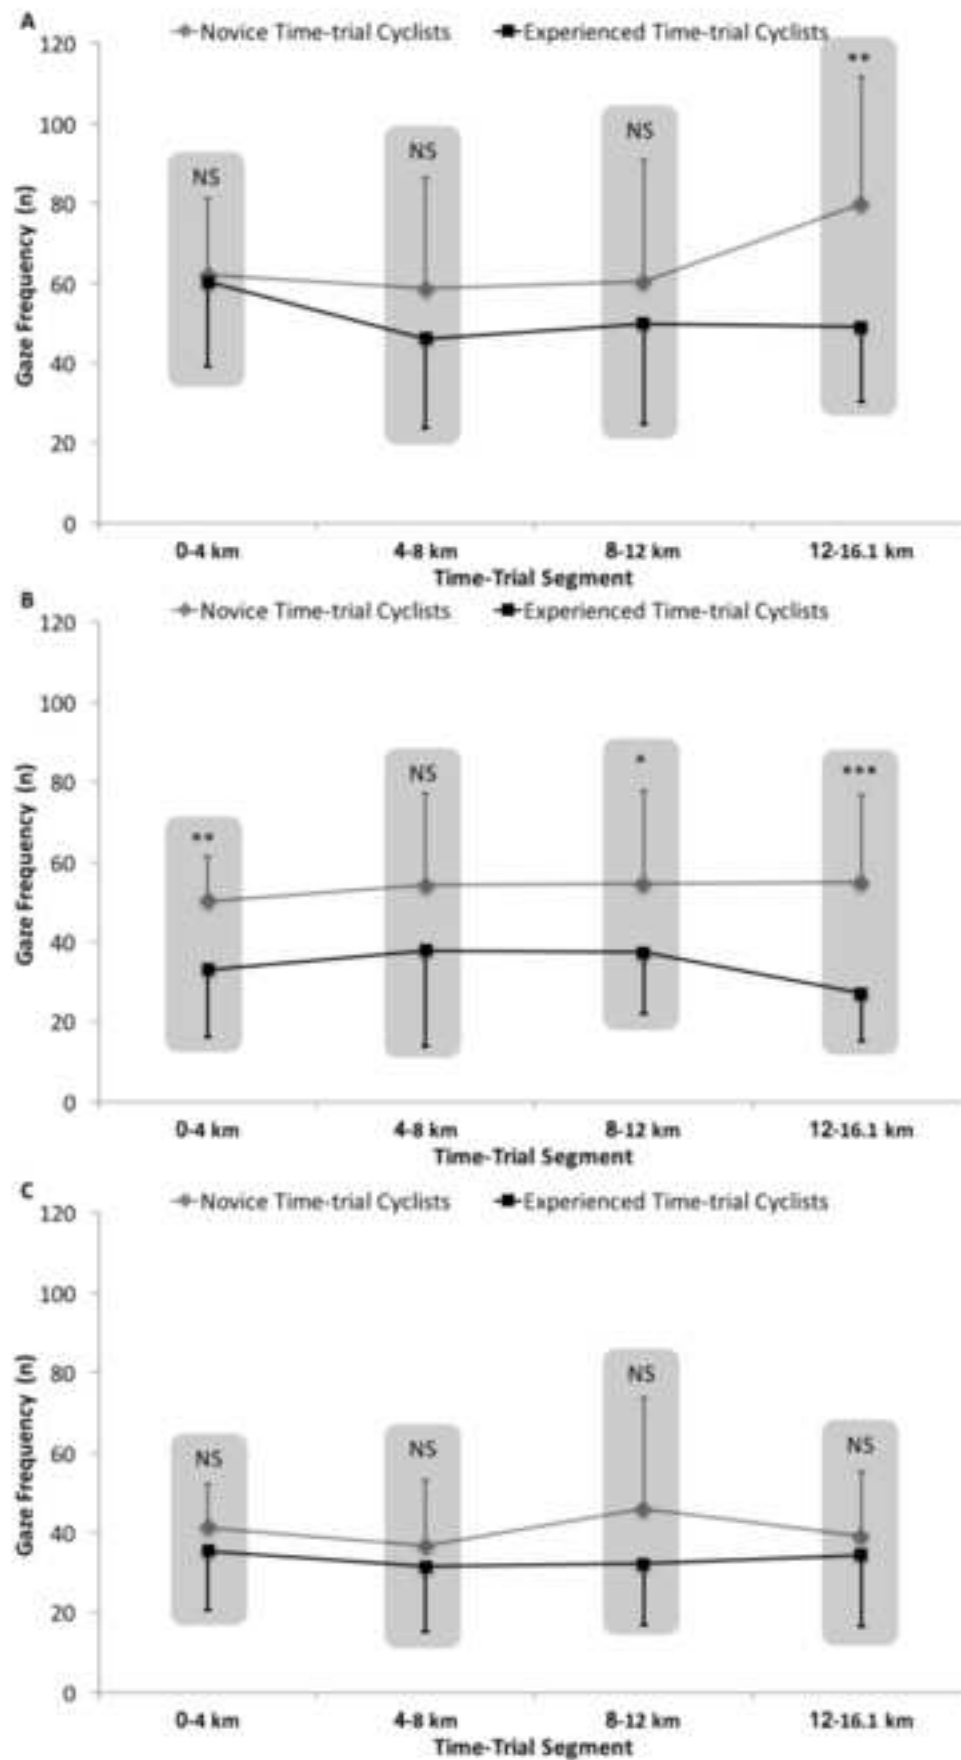 A
Novice Time-trial Cyclists Experienced Time-trial Cyclists
120
100
80
60
40
20
0
Gaze Frequency (n)
NS NS NS **
0-4 km 4-8 km 8-12 km 12-16.1 km
Time-Trial Segment
B
Novice Time-trial Cyclists Experienced Time-trial Cyclists
120
100
80
60
40
20
0
Gaze Frequency (n)
** NS * ***
0-4 km 4-8 km 8-12 km 12-16.1 km
Time-Trial Segment
C
Novice Time-trial Cyclists Experienced Time-trial Cyclists
120
100
80
60
40
20
0
Gaze Frequency (n)
NS NS NS NS
0-4 km 4-8 km 8-12 km 12-16.1 km
Time-Trial Segment